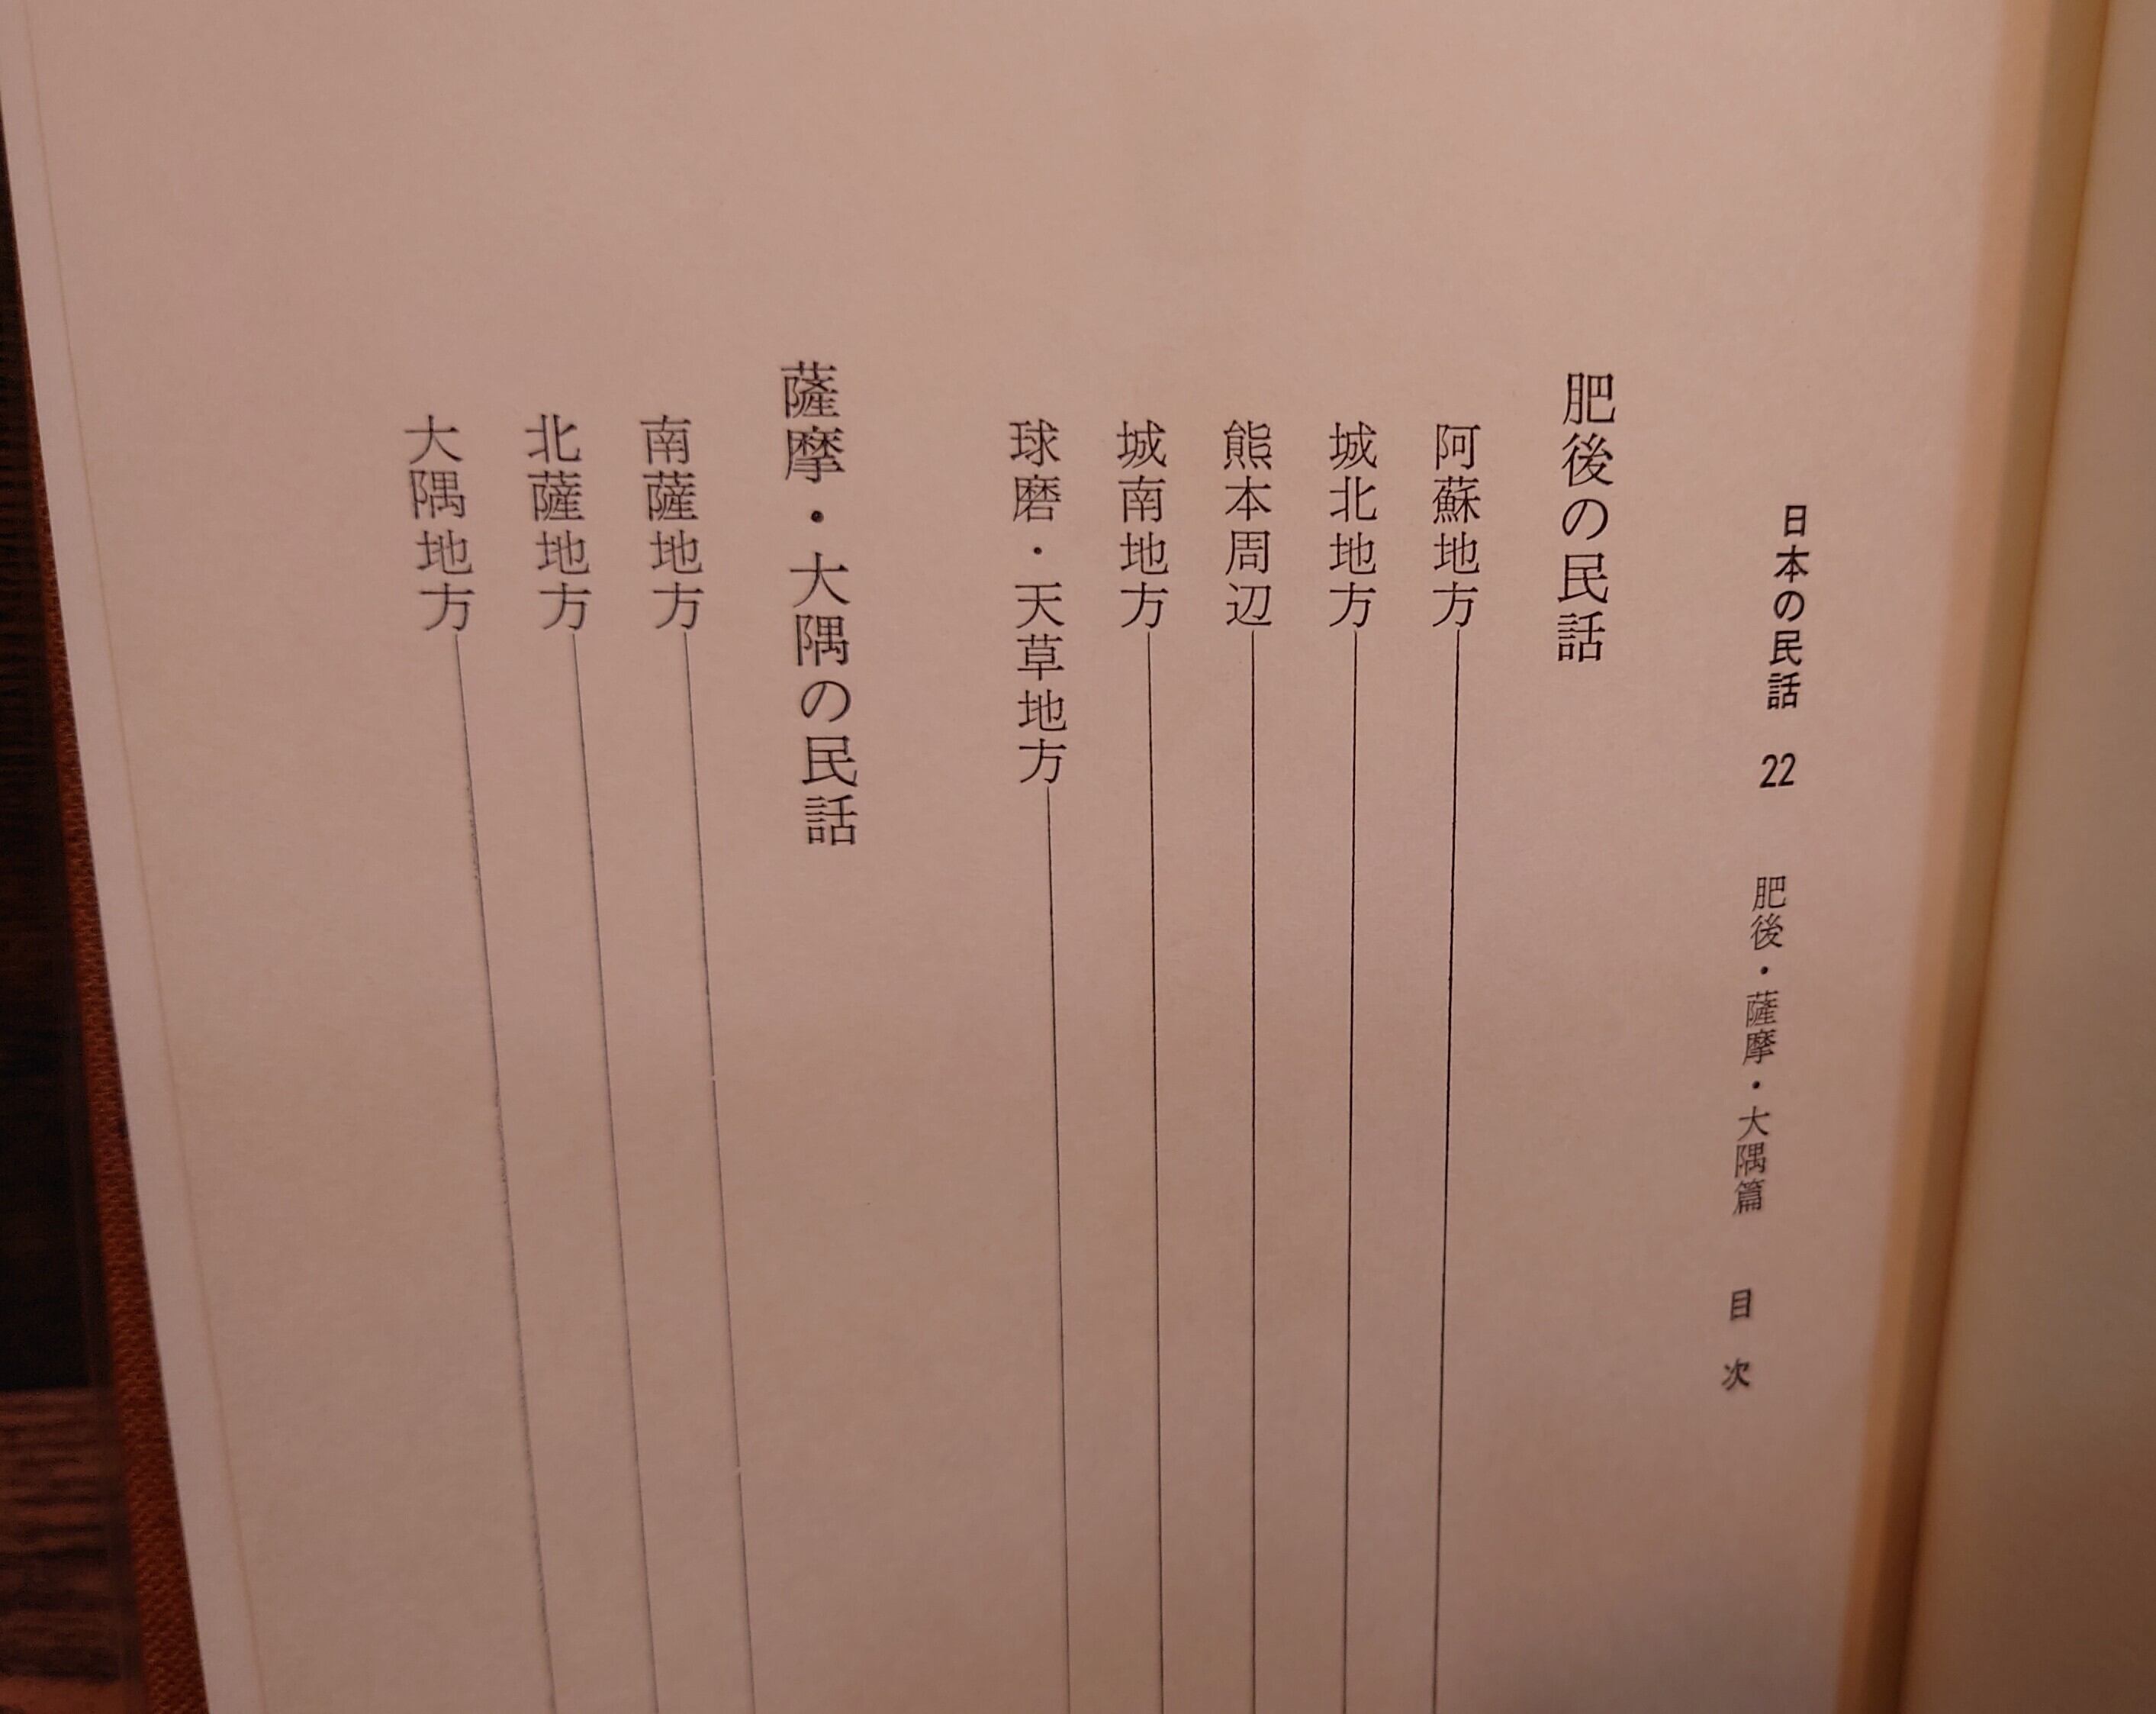 日本の民話 22 肥後・薩摩・大隅篇 目次
肥後の民話
阿蘇地方
城北地方
熊本周辺
城南地方
球磨・天草地方
薩摩・大隅の民話
南薩地方
北薩地方
大隅地方